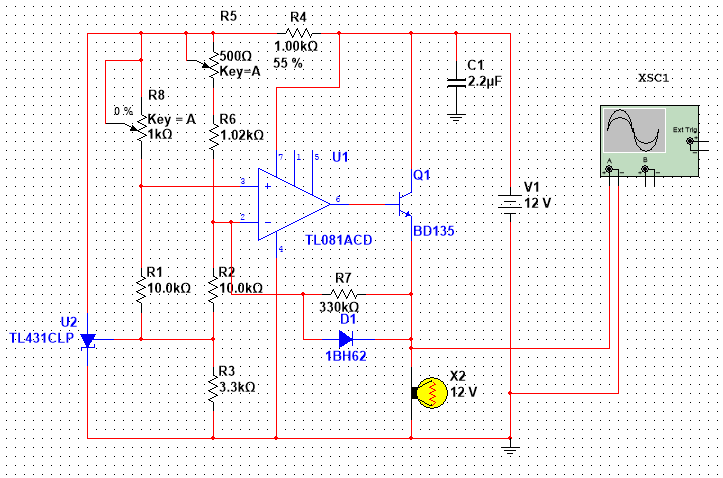 R5
R4
500Ω
1.00kΩ
Key=A
55 %
C1
2.2µF
XSC1
R8
0 %
Key = A
1kΩ
R6
1.02kΩ
Ext Trig
+
-
A
B
+
-
+
-
7
1
5
U1
3
+
6
Q1
2
-
4
TL081ACD
BD135
V1
12 V
R1
10.0kΩ
R2
10.0kΩ
R7
330kΩ
U2
TL431CLP
D1
1BH62
R3
3.3kΩ
X2
12 V